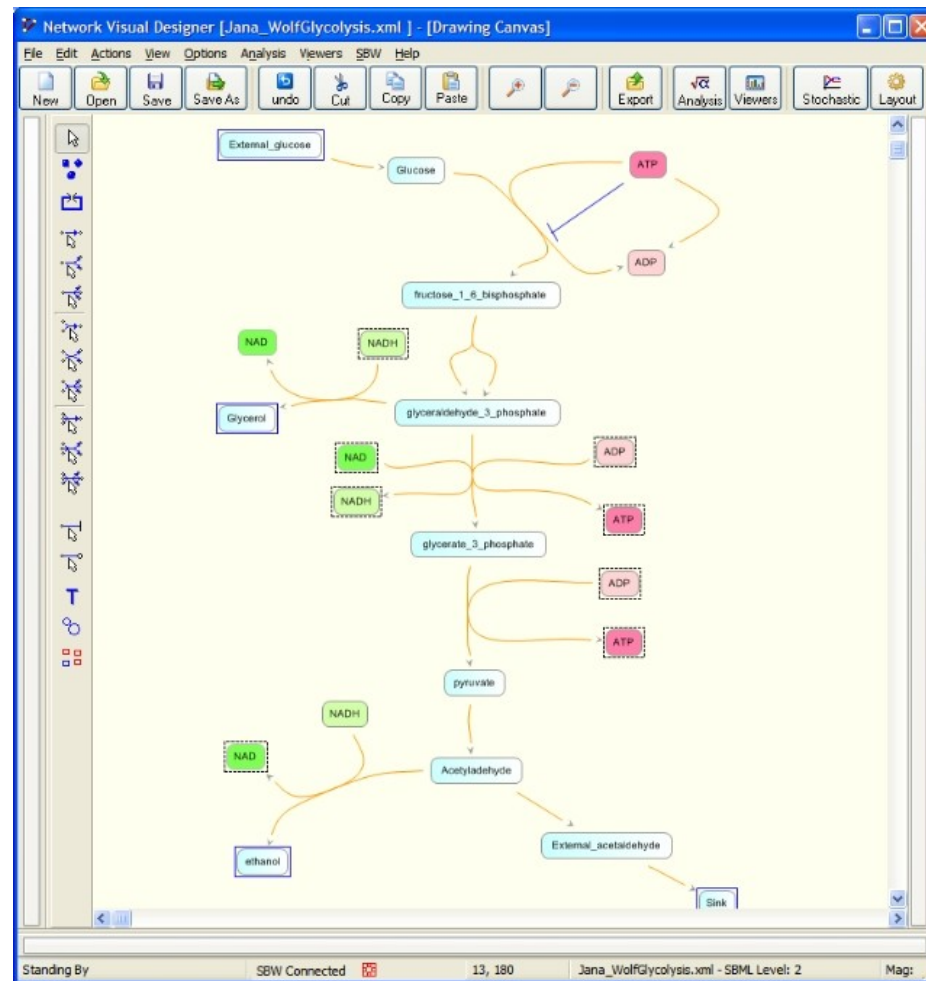 Network Visual Designer [Jana_WolfGlycolysis.xml ] - [Drawing Canvas]
File Edit Actions View Options Analysis Viewers SBW Help
New Open Save Save As undo Cut Copy Paste Export Analysis Viewers Stochastic Layout
√α
External_glucose
Glucose
ATP
ADP
fructose_1_6_bisphosphate
NAD
NADH
Glycerol
glyceraldehyde_3_phosphate
NAD
ADP
NADH
ATP
glycerate_3_phosphate
ADP
T
ATP
pyruvate
NADH
NAD
Acetyladehyde
External_acetaldehyde
ethanol
Sink
Standing By SBW Connected 13, 180 Jana_WolfGlycolysis.xml - SBML Level: 2 Mag: